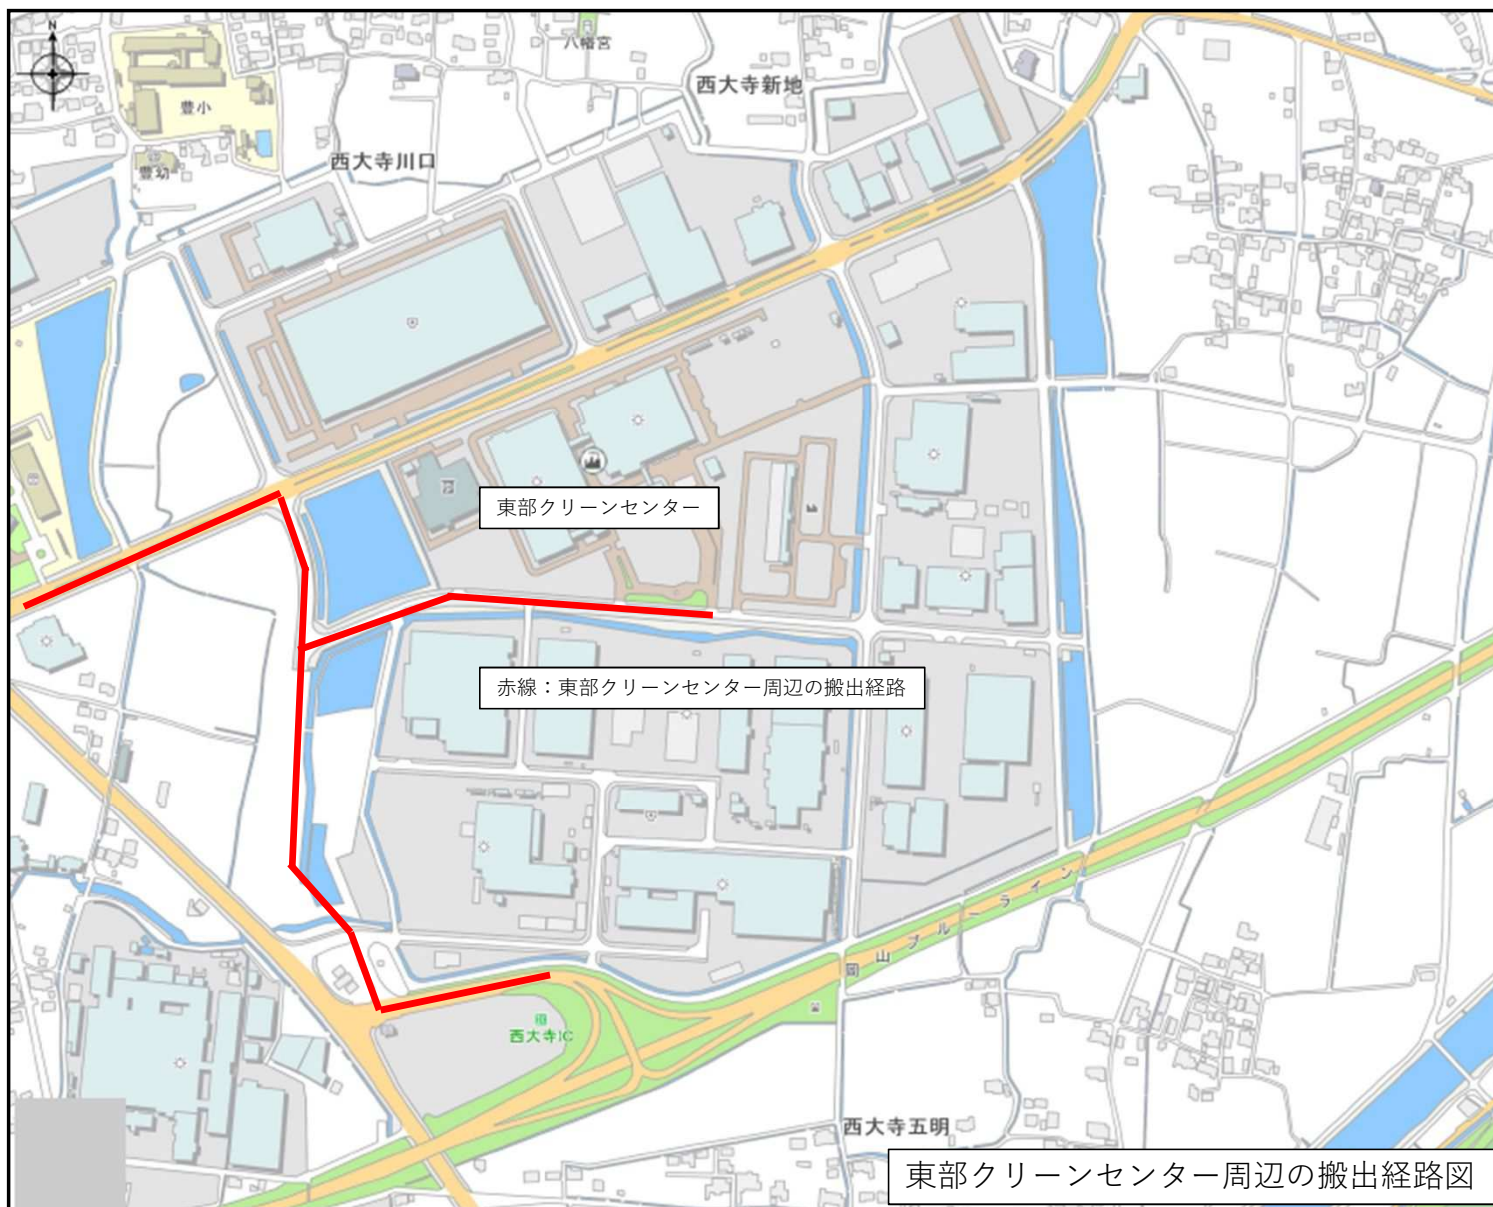 N
八幡宮
西大寺新地
豊小
西大寺川口
豊幼
東部クリーンセンター
赤線：東部クリーンセンター周辺の搬出経路
岡山ブルーライン
西大寺IC
西大寺五明
東部クリーンセンター周辺の搬出経路図